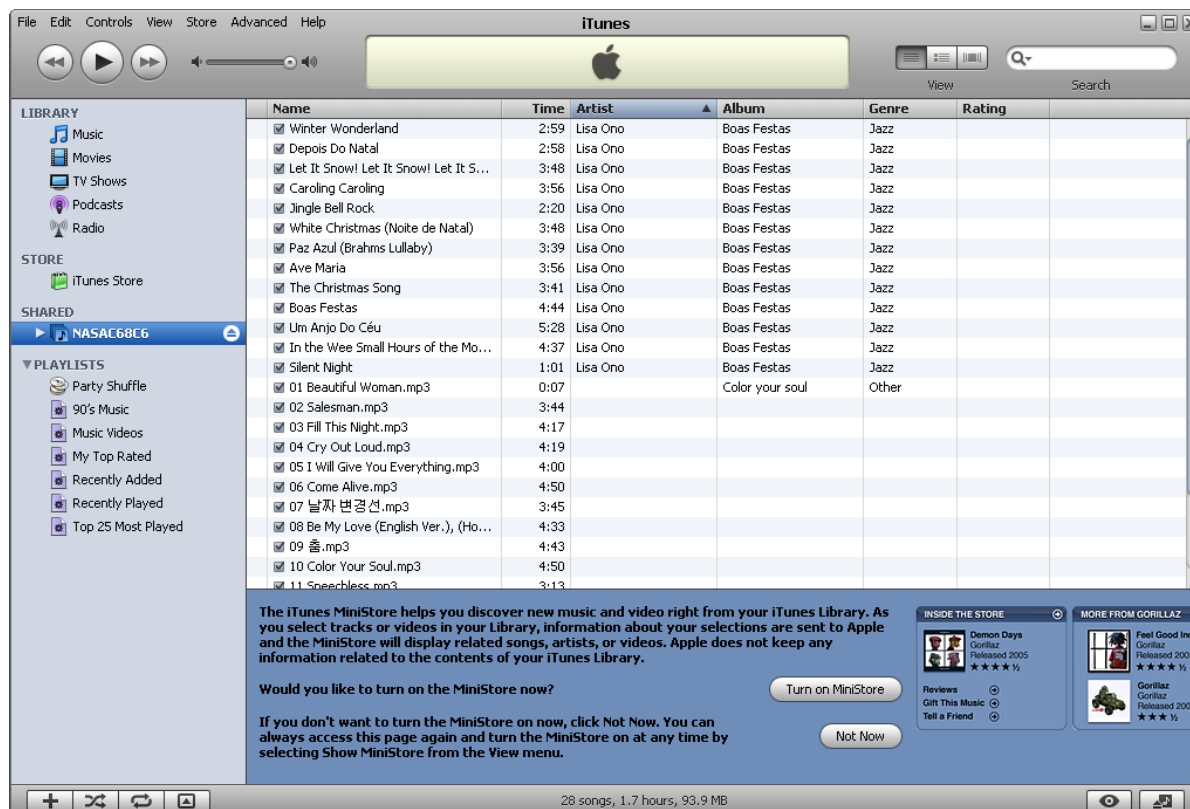 File Edit Controls View Store Advanced Help
iTunes
View
Search
LIBRARY
Music
Movies
TV Shows
Podcasts
Radio
STORE
iTunes Store
SHARED
NASAC68C6
PLAYLISTS
Party Shuffle
90's Music
Music Videos
My Top Rated
Recently Added
Recently Played
Top 25 Most Played
Name Time Artist Album Genre Rating
Winter Wonderland 2:59 Lisa Ono Boas Festas Jazz
Depois Do Natal 2:58 Lisa Ono Boas Festas Jazz
Let It Snow! Let It Snow! Let It S... 3:48 Lisa Ono Boas Festas Jazz
Caroling Caroling 3:56 Lisa Ono Boas Festas Jazz
Jingle Bell Rock 2:20 Lisa Ono Boas Festas Jazz
White Christmas (Noite de Natal) 3:48 Lisa Ono Boas Festas Jazz
Paz Azul (Brahms Lullaby) 3:39 Lisa Ono Boas Festas Jazz
Ave Maria 3:56 Lisa Ono Boas Festas Jazz
The Christmas Song 3:41 Lisa Ono Boas Festas Jazz
Boas Festas 4:44 Lisa Ono Boas Festas Jazz
Um Anjo Do Céu 5:28 Lisa Ono Boas Festas Jazz
In the Wee Small Hours of the Mo... 4:37 Lisa Ono Boas Festas Jazz
Silent Night 1:01 Lisa Ono Boas Festas Jazz
01 Beautiful Woman.mp3 0:07 Color your soul Other
02 Salesman.mp3 3:44
03 Fill This Night.mp3 4:17
04 Cry Out Loud.mp3 4:19
05 I Will Give You Everything.mp3 4:00
06 Come Alive.mp3 4:50
07 날짜 변경선.mp3 3:45
08 Be My Love (English Ver.), (Ho... 4:33
09 춤.mp3 4:43
10 Color Your Soul.mp3 4:50
11 Speechless.mp3 3:13
The iTunes MiniStore helps you discover new music and video right from your iTunes Library. As
you select tracks or videos in your Library, information about your selections are sent to Apple
and the MiniStore will display related songs, artists, or videos. Apple does not keep any
information related to the contents of your iTunes Library.
Would you like to turn on the MiniStore now?
Turn on MiniStore
If you don't want to turn the MiniStore on now, click Not Now. You can
always access this page again and turn the MiniStore on at any time by
selecting Show MiniStore from the View menu.
Not Now
INSIDE THE STORE
Demon Days
Gorillaz
Released 2005
Reviews
Gift This Music
Tell a Friend
MORE FROM GORILLAZ
Feel Good Inc
Gorillaz
Released 200
Gorillaz
Gorillaz
Released 200
28 songs, 1.7 hours, 93.9 MB